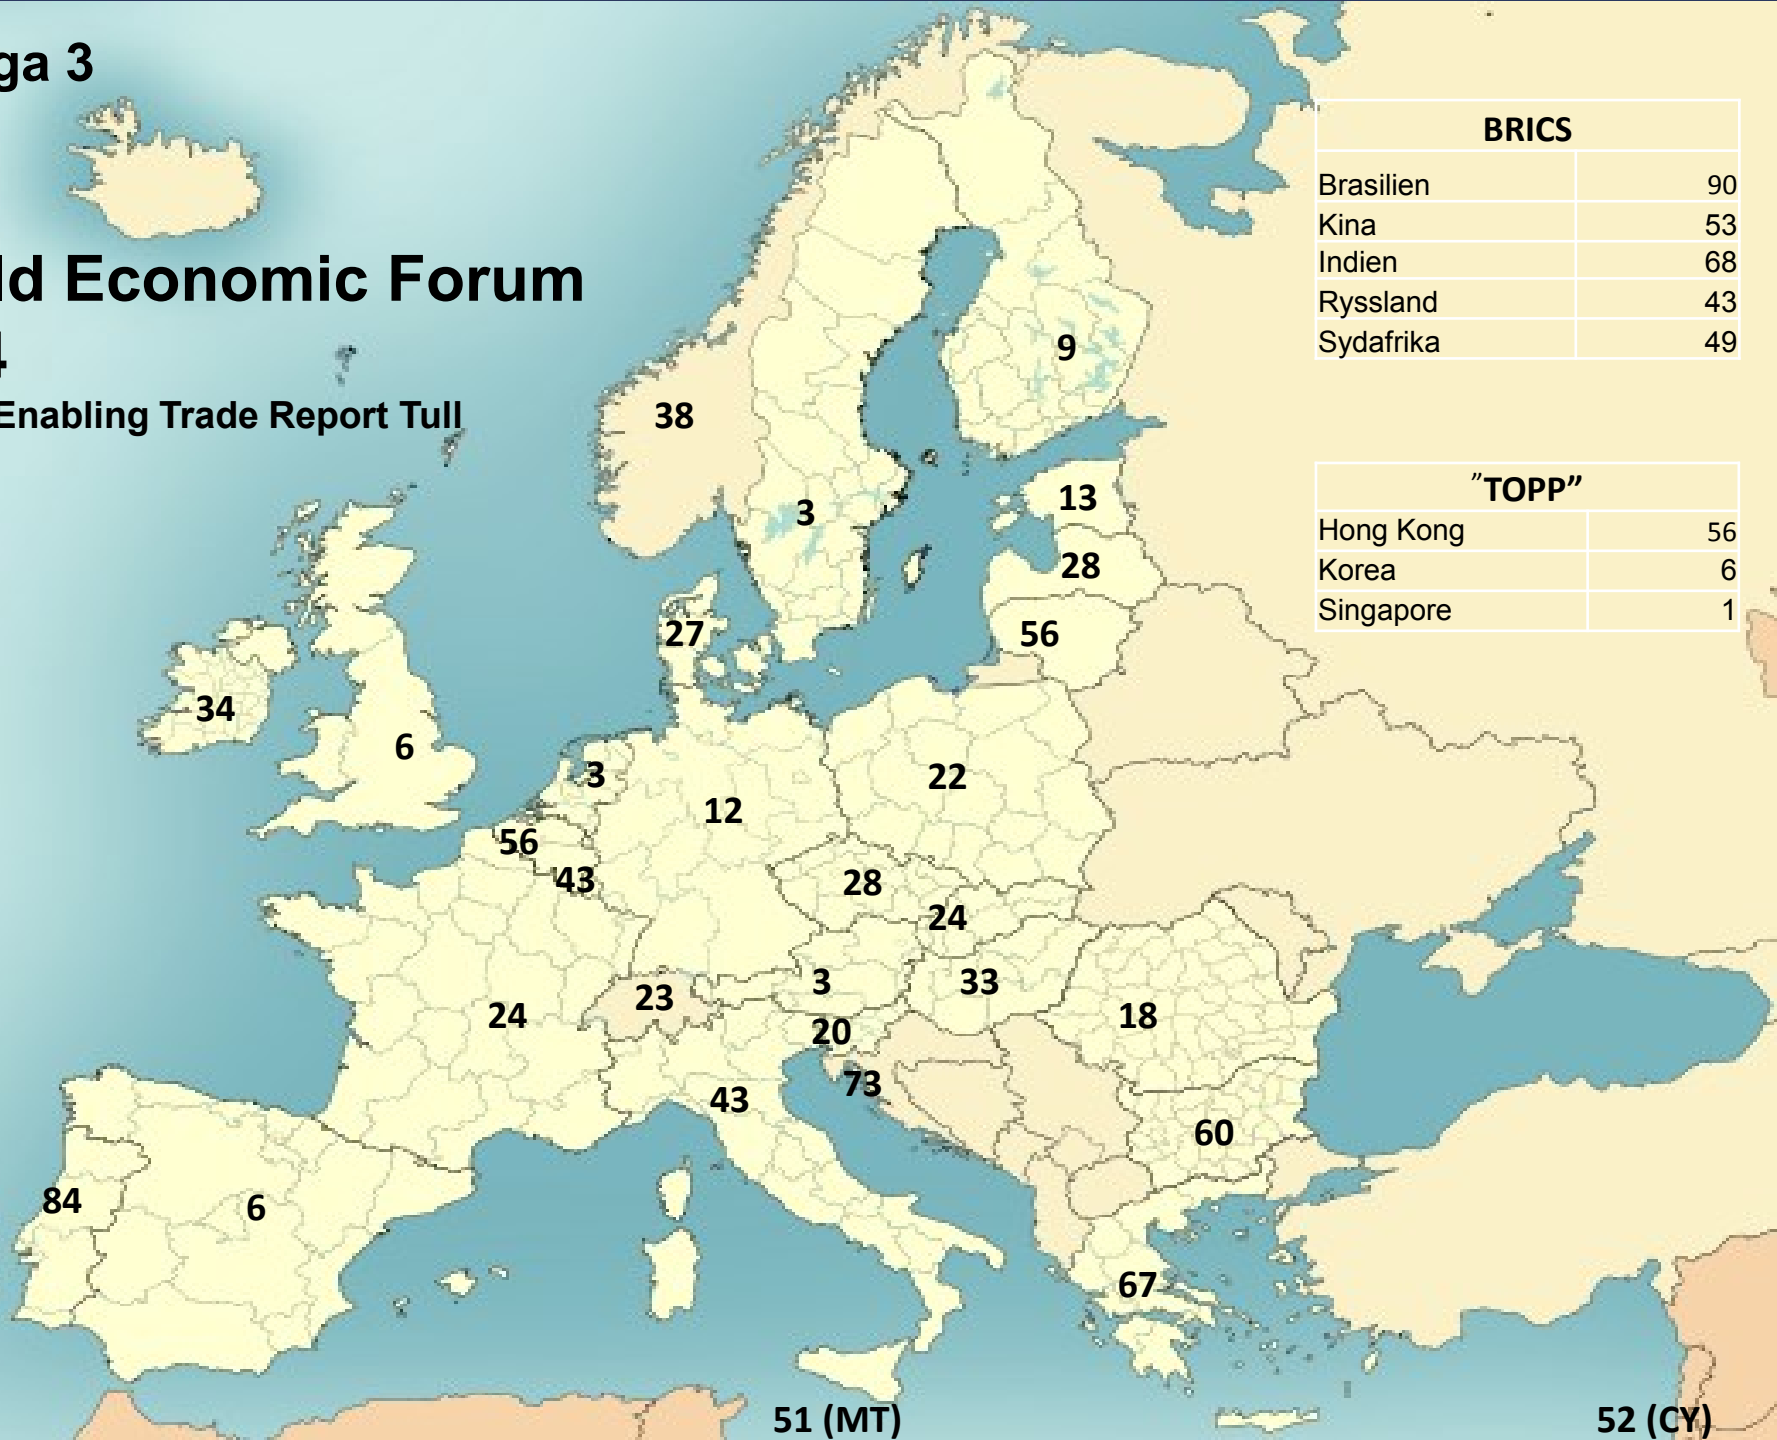 ga 3
ld Economic Forum
4
Enabling Trade Report Tull
BRICS
Brasilien 90
Kina 53
Indien 68
Ryssland 43
Sydafrika 49
”TOPP”
Hong Kong 56
Korea 6
Singapore 1
9
38
3
13
28
56
27
34
6
3
12
22
56
43
28
24
3
33
23
24
20
18
73
43
60
84
6
67
51 (MT)
52 (CY)